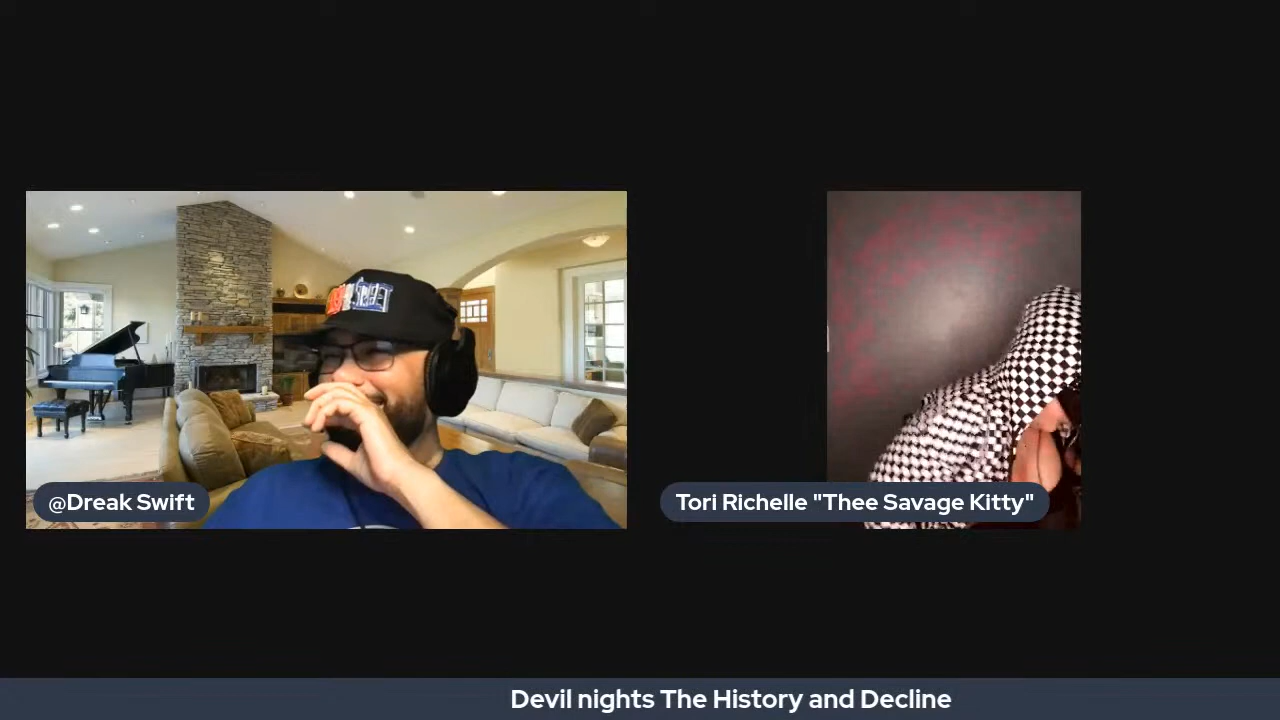 @Dreak Swift
Tori Richelle "Thee Savage Kitty"
Devil nights The History and Decline